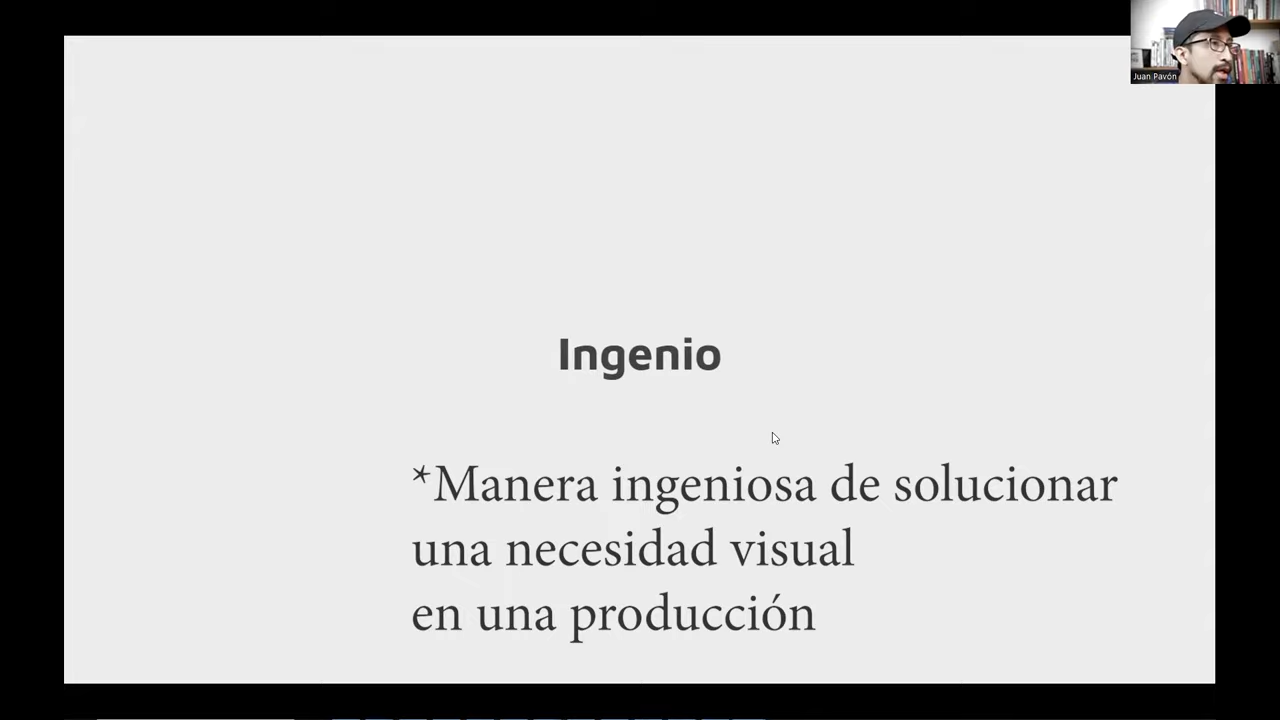 Juan Pavón
Ingenio
*Manera ingeniosa de solucionar
una necesidad visual
en una producción